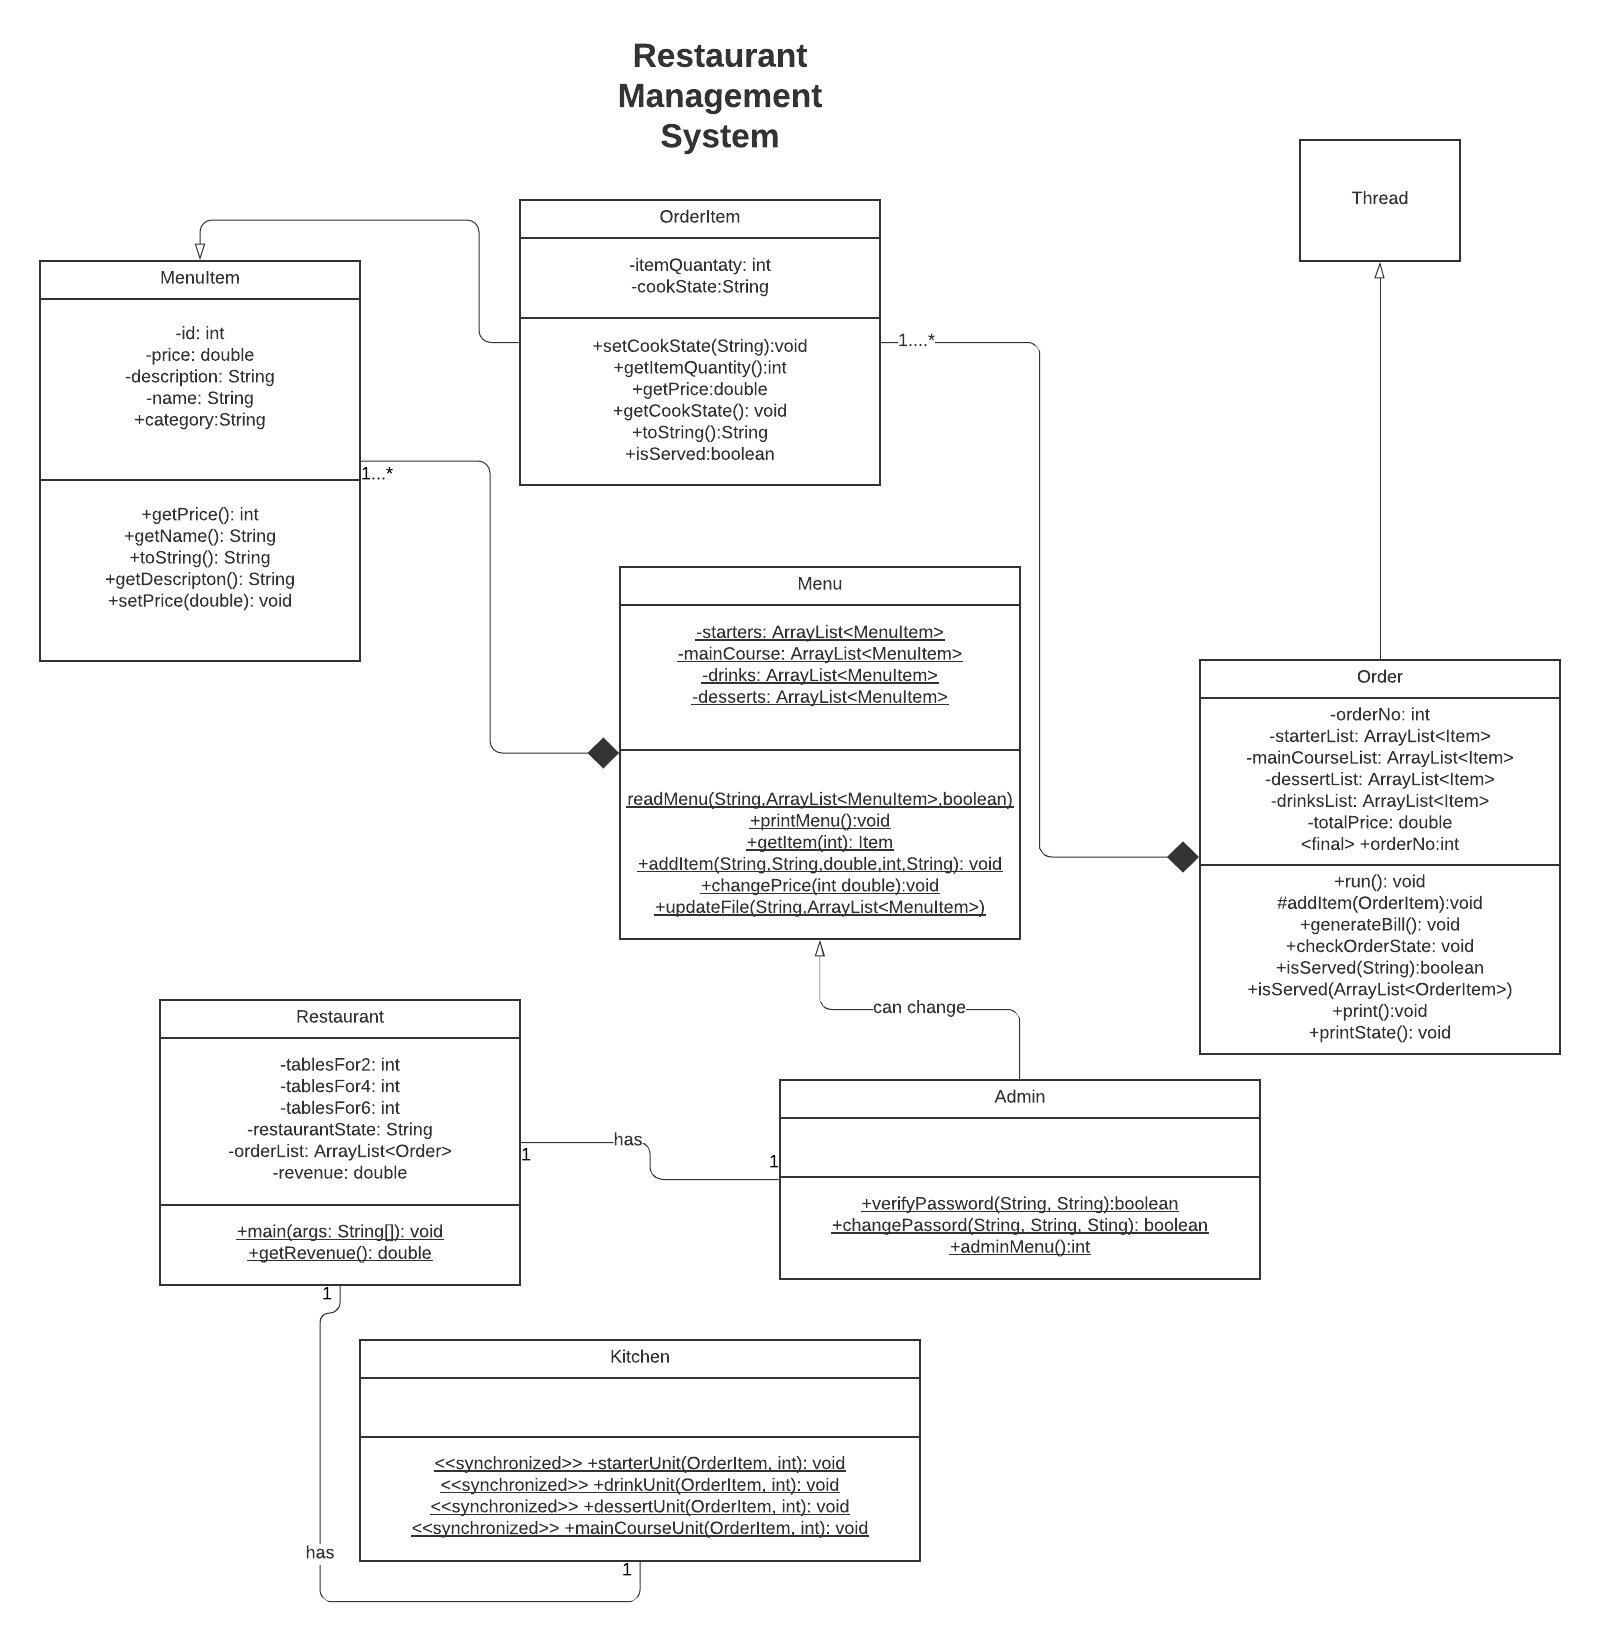 Restaurant
Management
System
Thread
OrderItem
-itemQuantaty: int
-cookState:String
+setCookState(String):void
+getItemQuantity():int
+getPrice:double
+getCookState(): void
+toString():String
+isServed:boolean
1....*
MenuItem
-id: int
-price: double
-description: String
-name: String
+category:String
1...*
+getPrice(): int
+getName(): String
+toString(): String
+getDescripton(): String
+setPrice(double): void
Menu
-starters: ArrayList<MenuItem>
-mainCourse: ArrayList<MenuItem>
-drinks: ArrayList<MenuItem>
-desserts: ArrayList<MenuItem>
readMenu(String,ArrayList<MenuItem>,boolean)
+printMenu():void
+getItem(int): Item
+addItem(String,String,double,int,String): void
+changePrice(int double):void
+updateFile(String,ArrayList<MenuItem>)
Order
-orderNo: int
-starterList: ArrayList<Item>
-mainCourseList: ArrayList<Item>
-dessertList: ArrayList<Item>
-drinksList: ArrayList<Item>
-totalPrice: double
<final> +orderNo:int
+run(): void
#addItem(OrderItem):void
+generateBill(): void
+checkOrderState: void
+isServed(String):boolean
+isServed(ArrayList<OrderItem>)
+print():void
+printState(): void
can change
Restaurant
-tablesFor2: int
-tablesFor4: int
-tablesFor6: int
-restaurantState: String
-orderList: ArrayList<Order>
-revenue: double
+main(args: String[]): void
+getRevenue(): double
has
1
1
Admin
+verifyPassword(String, String):boolean
+changePassord(String, String, Sting): boolean
+adminMenu():int
1
Kitchen
<<synchronized>> +starterUnit(OrderItem, int): void
<<synchronized>> +drinkUnit(OrderItem, int): void
<<synchronized>> +dessertUnit(OrderItem, int): void
<<synchronized>> +mainCourseUnit(OrderItem, int): void
has
1